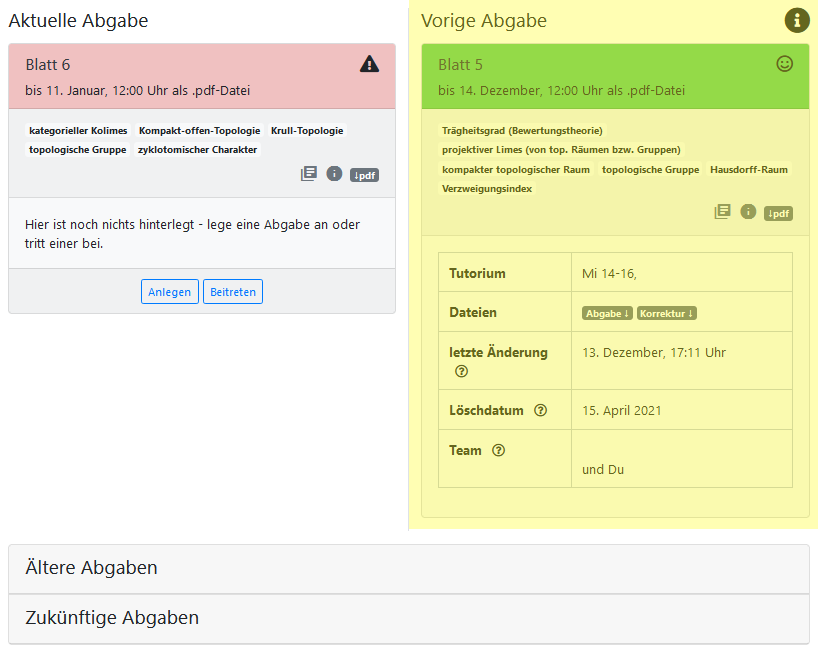 Aktuelle Abgabe
Blatt 6
bis 11. Januar, 12:00 Uhr als .pdf-Datei
kategorieller Kolimes Kompakt-offen-Topologie Krull-Topologie
topologische Gruppe zyklotomischer Charakter
↓pdf
Hier ist noch nichts hinterlegt - lege eine Abgabe an oder
tritt einer bei.
Anlegen Beitreten
Vorige Abgabe
Blatt 5
bis 14. Dezember, 12:00 Uhr als .pdf-Datei
Trägheitsgrad (Bewertungstheorie)
projektiver Limes (von top. Räumen bzw. Gruppen)
kompakter topologischer Raum topologische Gruppe Hausdorff-Raum
Verzweigungsindex
↓pdf
Tutorium Mi 14-16,
Dateien Abgabe ↓ Korrektur ↓
letzte Änderung 13. Dezember, 17:11 Uhr
Löschdatum 15. April 2021
Team
und Du
Ältere Abgaben
Zukünftige Abgaben